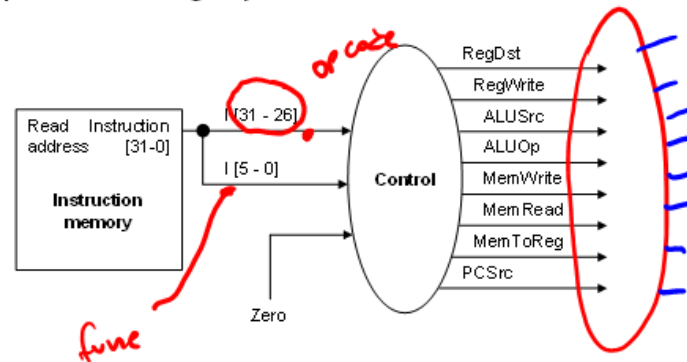 op code
RegDst
RegWrite
I [31 - 26]
ALUSrc
Read Instruction
address [31-0]
ALUOp
I [5 - 0]
Control
MemWrite
Instruction
memory
MemRead
MemToReg
PCSrc
Zero
func